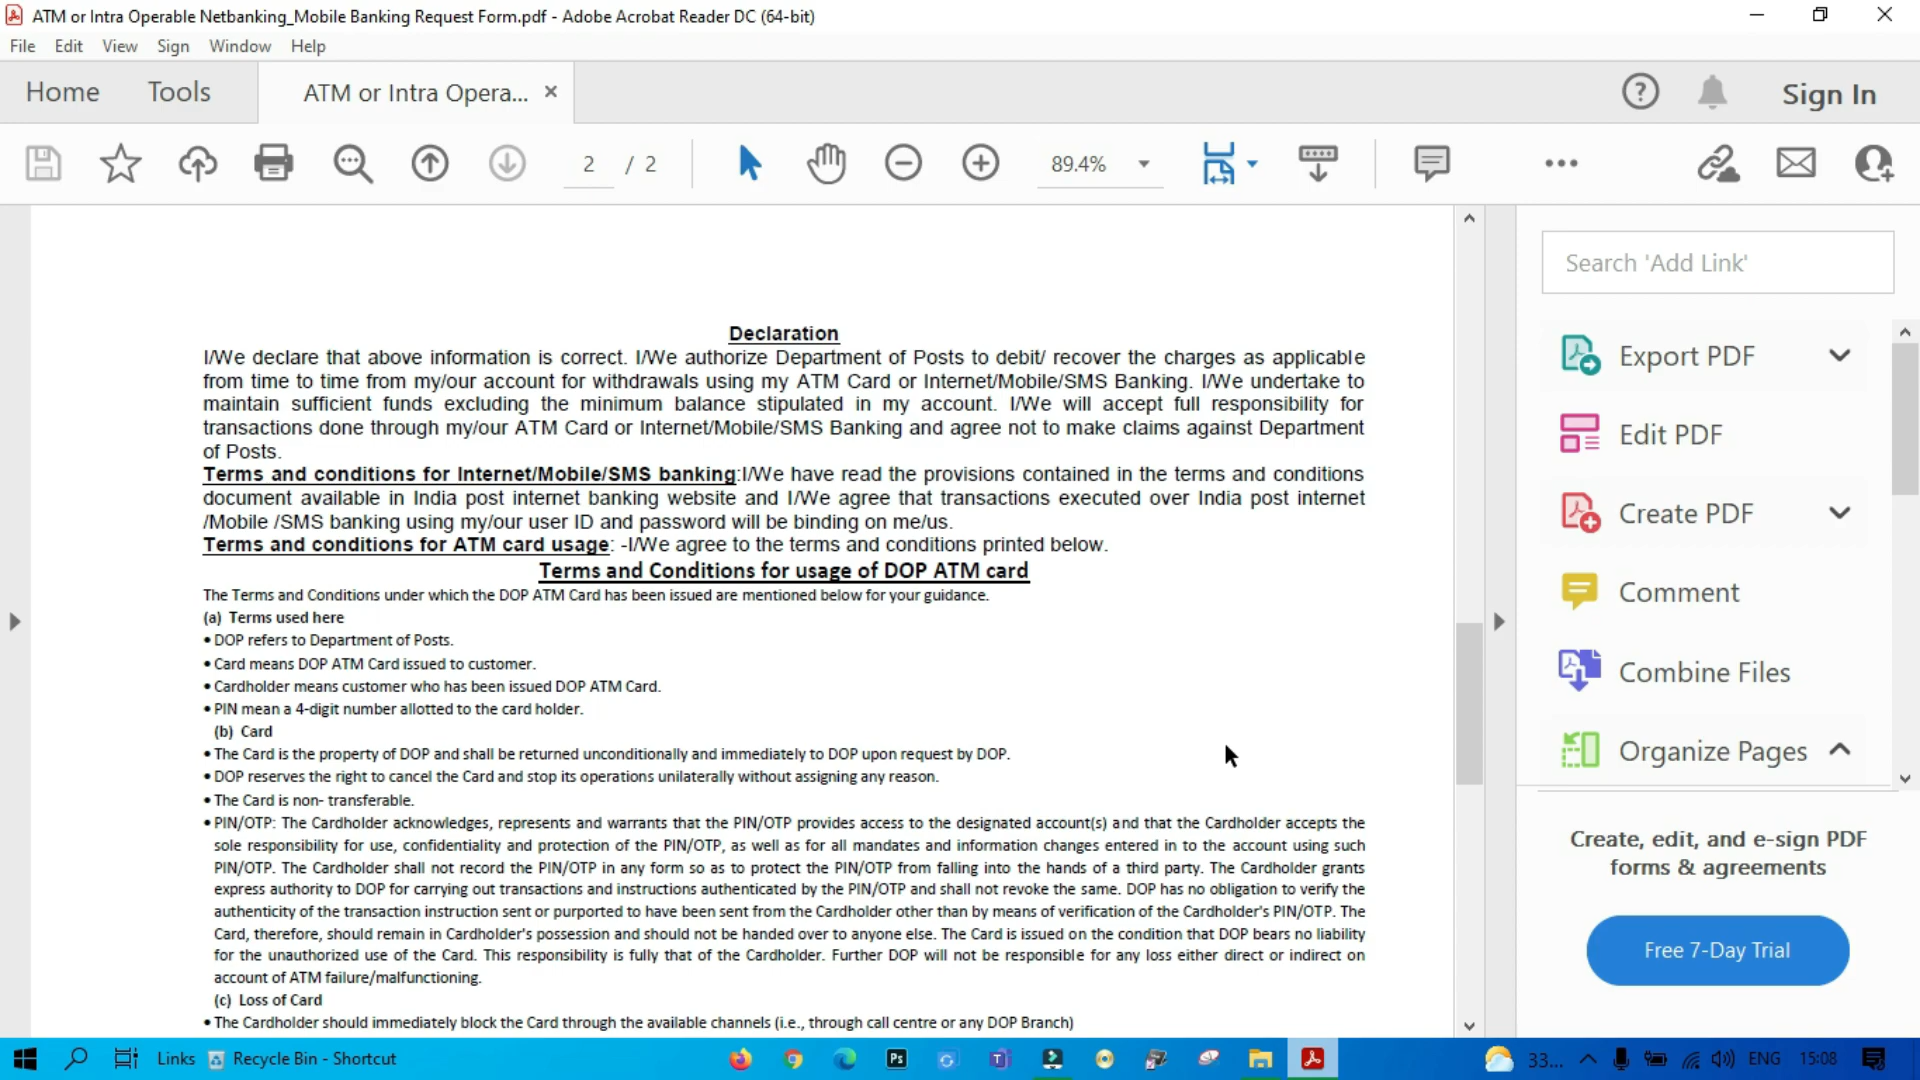 ATM or Intra Operable Netbanking_Mobile Banking Request Form.pdf - Adobe Acrobat Reader DC (64-bit)
File Edit View Sign Window Help
Home Tools ATM or Intra Opera... Sign In
2 / 2 89.4%
Search 'Add Link'
Declaration
I/We declare that above information is correct. I/We authorize Department of Posts to debit/ recover the charges as applicable
from time to time from my/our account for withdrawals using my ATM Card or Internet/Mobile/SMS Banking. I/We undertake to
maintain sufficient funds excluding the minimum balance stipulated in my account. I/We will accept full responsibility for
transactions done through my/our ATM Card or Internet/Mobile/SMS Banking and agree not to make claims against Department
of Posts.
Terms and conditions for Internet/Mobile/SMS banking:I/We have read the provisions contained in the terms and conditions
document available in India post internet banking website and I/We agree that transactions executed over India post internet
/Mobile /SMS banking using my/our user ID and password will be binding on me/us.
Terms and conditions for ATM card usage: -I/We agree to the terms and conditions printed below.
Terms and Conditions for usage of DOP ATM card
The Terms and Conditions under which the DOP ATM Card has been issued are mentioned below for your guidance.
(a) Terms used here
• DOP refers to Department of Posts.
• Card means DOP ATM Card issued to customer.
• Cardholder means customer who has been issued DOP ATM Card.
• PIN mean a 4-digit number allotted to the card holder.
(b) Card
• The Card is the property of DOP and shall be returned unconditionally and immediately to DOP upon request by DOP.
• DOP reserves the right to cancel the Card and stop its operations unilaterally without assigning any reason.
• The Card is non- transferable.
• PIN/OTP: The Cardholder acknowledges, represents and warrants that the PIN/OTP provides access to the designated account(s) and that the Cardholder accepts the
sole responsibility for use, confidentiality and protection of the PIN/OTP, as well as for all mandates and information changes entered in to the account using such
PIN/OTP. The Cardholder shall not record the PIN/OTP in any form so as to protect the PIN/OTP from falling into the hands of a third party. The Cardholder grants
express authority to DOP for carrying out transactions and instructions authenticated by the PIN/OTP and shall not revoke the same. DOP has no obligation to verify the
authenticity of the transaction instruction sent or purported to have been sent from the Cardholder other than by means of verification of the Cardholder's PIN/OTP. The
Card, therefore, should remain in Cardholder's possession and should not be handed over to anyone else. The Card is issued on the condition that DOP bears no liability
for the unauthorized use of the Card. This responsibility is fully that of the Cardholder. Further DOP will not be responsible for any loss either direct or indirect on
account of ATM failure/malfunctioning.
(c) Loss of Card
• The Cardholder should immediately block the Card through the available channels (i.e., through call centre or any DOP Branch)
Export PDF
Edit PDF
Create PDF
Comment
Combine Files
Organize Pages
Create, edit, and e-sign PDF
forms & agreements
Free 7-Day Trial
Links Recycle Bin - Shortcut Ps 33... ENG 15:08